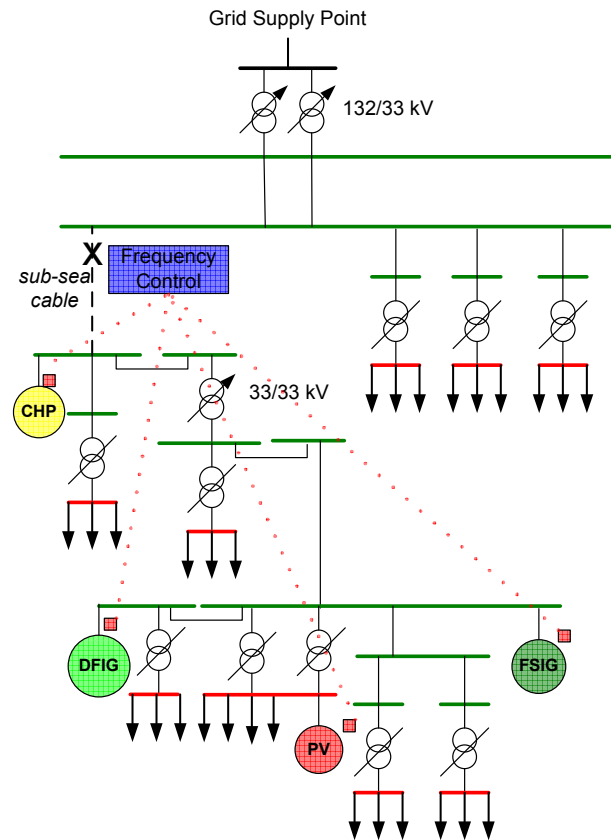 Grid Supply Point
132/33 kV
X
Frequency
Control
sub-sea
cable
33/33 kV
CHP
DFIG
FSIG
PV